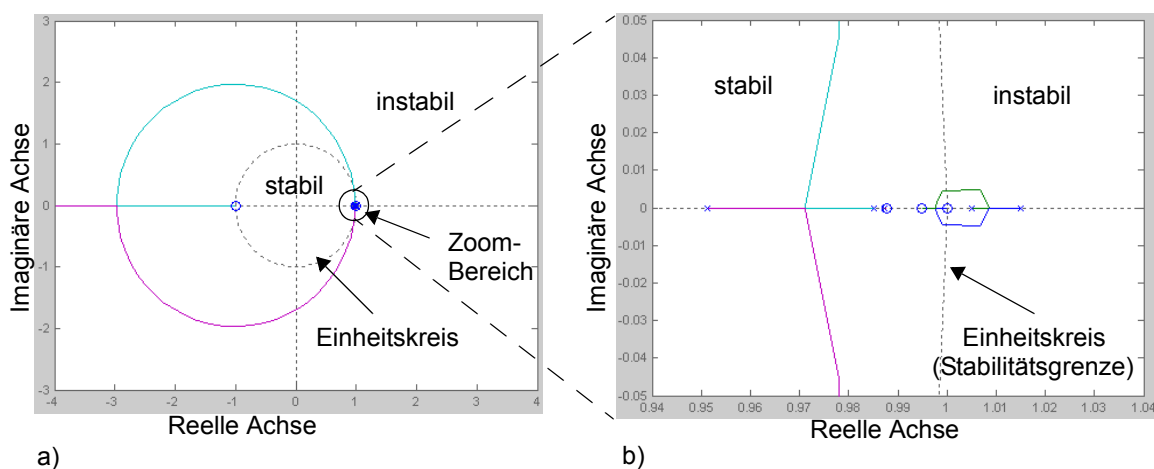 3
2
1
0
-1
-2
-3
-4
-3
-2
-1
0
1
2
3
4
Imaginäre Achse
Reelle Achse
instabil
stabil
Zoom-
Bereich
Einheitskreis
a)
0.05
0.04
0.03
0.02
0.01
0
-0.01
-0.02
-0.03
-0.04
-0.05
0.94
0.95
0.96
0.97
0.98
0.99
1
1.01
1.02
1.03
1.04
Imaginäre Achse
Reelle Achse
stabil
instabil
Einheitskreis
(Stabilitätsgrenze)
b)